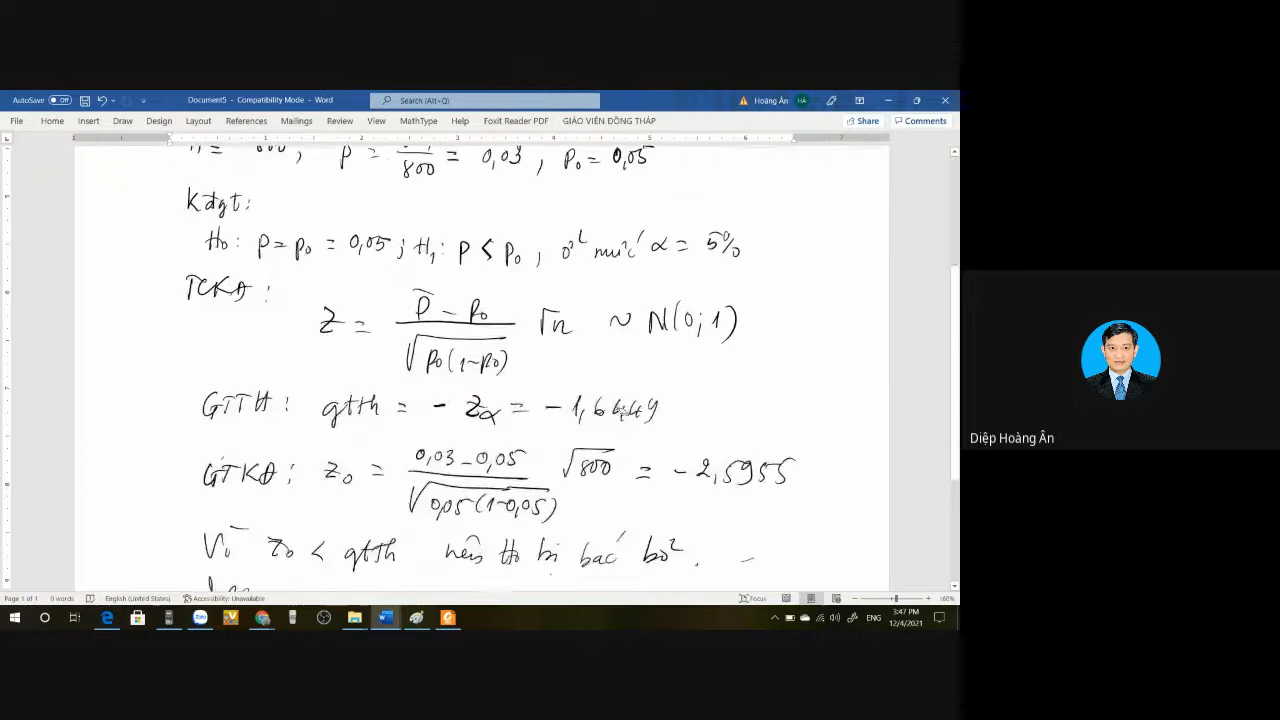 AutoSave Off Document5 - Compatibility Mode - Word Search (Alt+Q) Hoàng Ân HA
File Home Insert Draw Design Layout References Mailings Review View MathType Help Foxit Reader PDF GIÁO VIÊN ĐỒNG THÁP Share Comments
800 = 0,03 , p₀ = 0,05
Kđgt:
H₀: p = p₀ = 0,05 ; H₁: p < p₀ , ở mức α = 5%
TCKĐ :
Z = (p̄ - p₀) / √(p₀(1-p₀)) √n ~ N(0;1)
GTTH : gtth = - z_α = - 1,6449
GTKĐ : z₀ = (0,03 - 0,05) / √(0,05(1-0,05)) √800 = - 2,5955
Vì z₀ < gtth nên H₀ bị bác bỏ .
Diệp Hoàng Ân
Page 1 of 1 0 words English (United States) Accessibility: Unavailable Focus 160%
Zalo ENG 3:47 PM
12/4/2021